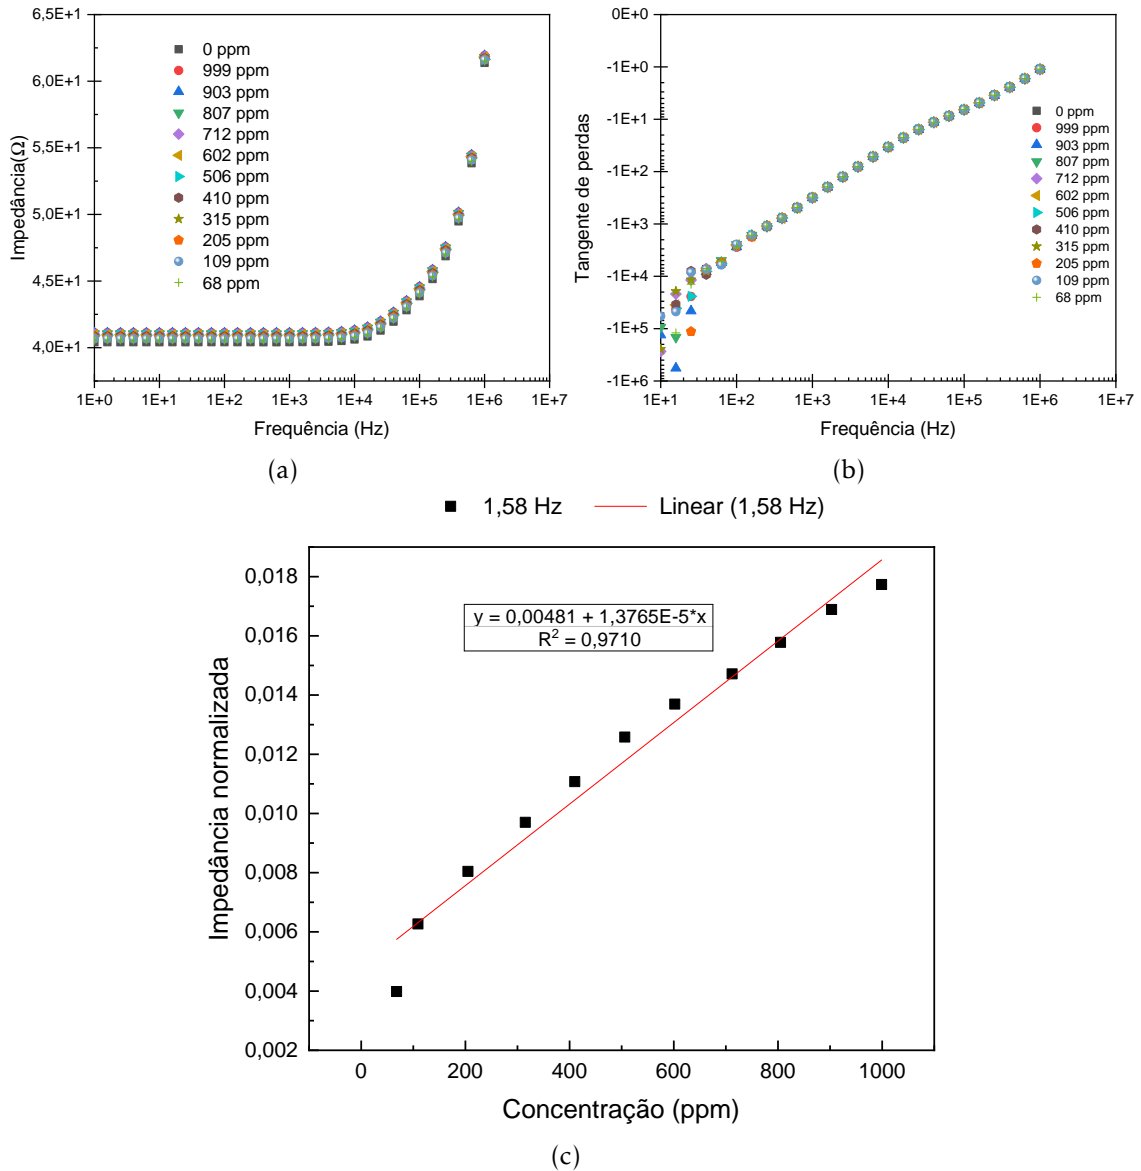 6,5E+1
6,0E+1
5,5E+1
5,0E+1
4,5E+1
4,0E+1
Impedância(Ω)
0 ppm
999 ppm
903 ppm
807 ppm
712 ppm
602 ppm
506 ppm
410 ppm
315 ppm
205 ppm
109 ppm
68 ppm
1E+0 1E+1 1E+2 1E+3 1E+4 1E+5 1E+6 1E+7
Frequência (Hz)
(a)
0E+0
-1E+0
-1E+1
-1E+2
-1E+3
-1E+4
-1E+5
-1E+6
Tangente de perdas
0 ppm
999 ppm
903 ppm
807 ppm
712 ppm
602 ppm
506 ppm
410 ppm
315 ppm
205 ppm
109 ppm
68 ppm
1E+1 1E+2 1E+3 1E+4 1E+5 1E+6 1E+7
Frequência (Hz)
(b)
1,58 Hz Linear (1,58 Hz)
0,018
0,016
0,014
0,012
0,010
0,008
0,006
0,004
0,002
Impedância normalizada
y = 0,00481 + 1,3765E-5*x
R² = 0,9710
0 200 400 600 800 1000
Concentração (ppm)
(c)